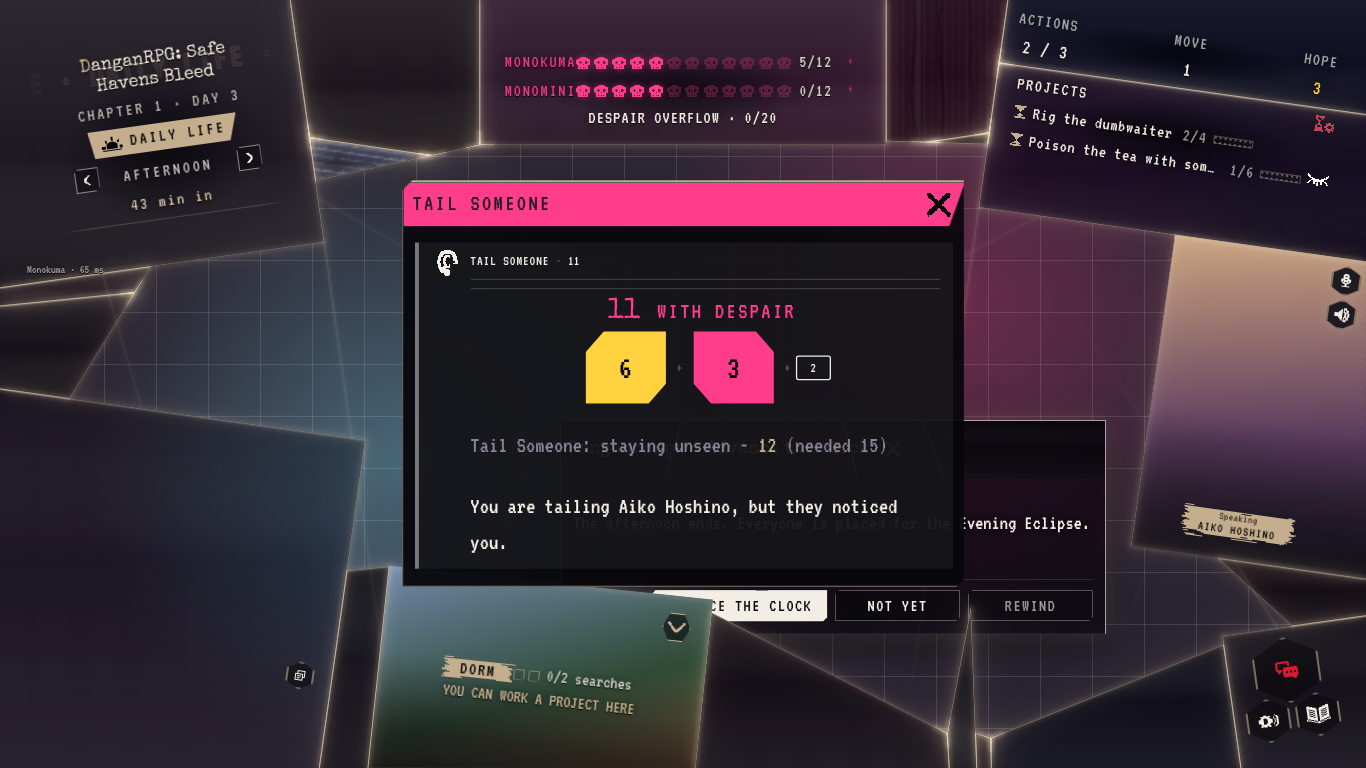 DanganRPG: Safe
Havens Bleed
CHAPTER 1 · DAY 3
DAILY LIFE
AFTERNOON
43 min in
Monokuma · 65 ms
MONOKUMA 5/12 +
MONOMINI 0/12 +
DESPAIR OVERFLOW · 0/20
ACTIONS
2 / 3
MOVE
1
HOPE
3
PROJECTS
Rig the dumbwaiter 2/4
Poison the tea with som… 1/6
TAIL SOMEONE
TAIL SOMEONE · 11
11 WITH DESPAIR
6 + 3 + 2
Tail Someone: staying unseen - 12 (needed 15)
You are tailing Aiko Hoshino, but they noticed
you.
The afternoon ends. Everyone is placed for the Evening Eclipse.
CE THE CLOCK
NOT YET
REWIND
Speaking
AIKO HOSHINO
DORM 0/2 searches
YOU CAN WORK A PROJECT HERE